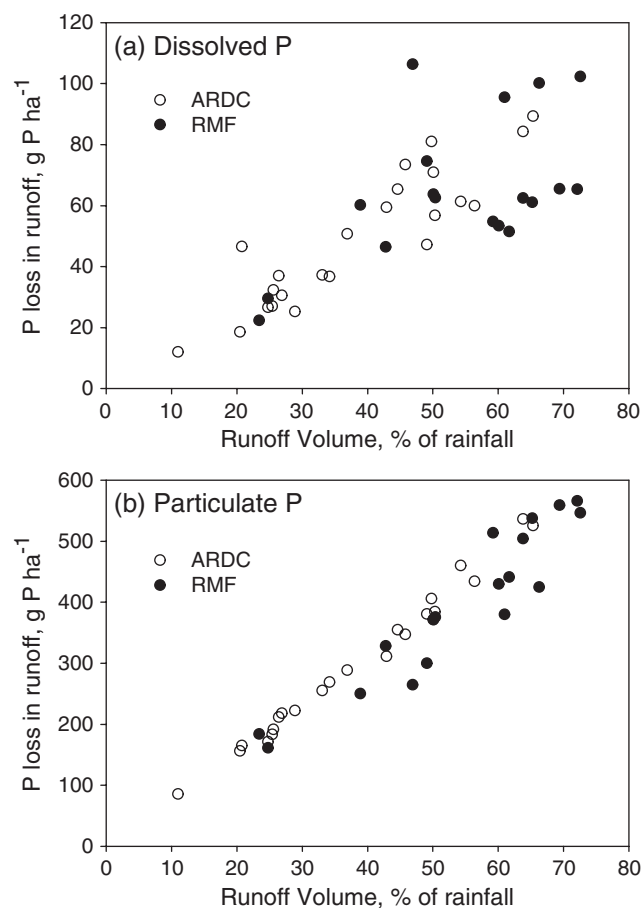 (a) Dissolved P
ARDC
RMF
P loss in runoff, g P ha⁻¹
120
100
80
60
40
20
0
0 10 20 30 40 50 60 70 80
Runoff Volume, % of rainfall
(b) Particulate P
ARDC
RMF
P loss in runoff, g P ha⁻¹
600
500
400
300
200
100
0
0 10 20 30 40 50 60 70 80
Runoff Volume, % of rainfall